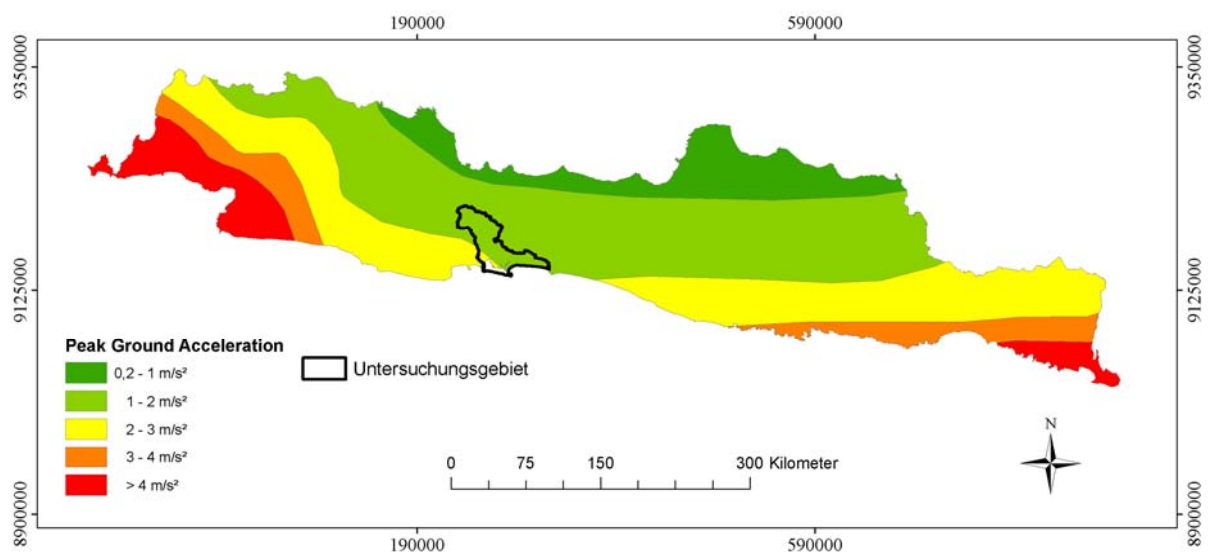 190000 590000
9350000 9350000
9125000 9125000
Peak Ground Acceleration
0,2 - 1 m/s²
1 - 2 m/s²
2 - 3 m/s²
3 - 4 m/s²
> 4 m/s²
Untersuchungsgebiet
N
0 75 150 300 Kilometer
8900000 8900000
190000 590000